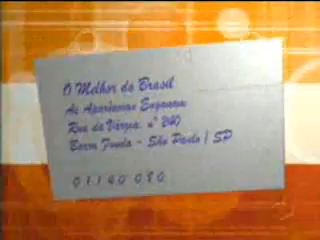 O Melhor do Brasil
As Aparências Enganam
Rua da Várzea, nº 240
Barra Funda - São Paulo / SP
01140 080